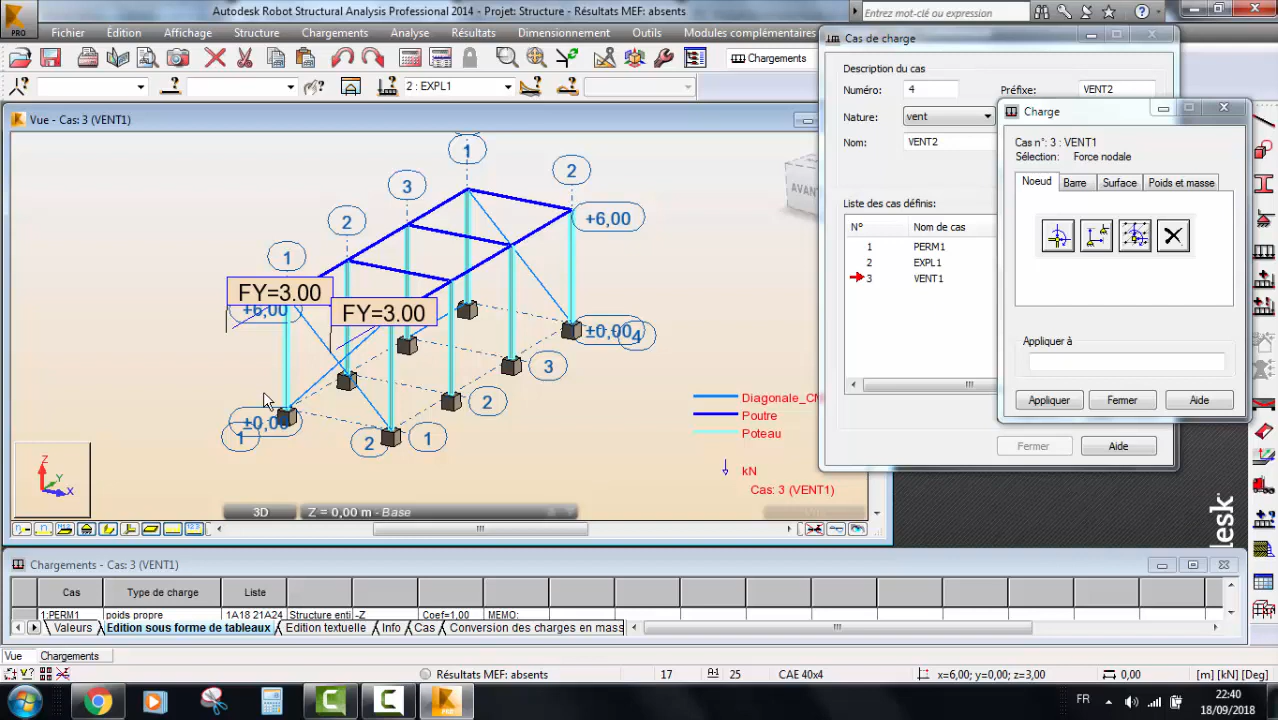 PRO
Autodesk Robot Structural Analysis Professional 2014 - Projet: Structure - Résultats MEF: absents
Entrez mot-clé ou expression
Fichier Edition Affichage Structure Chargements Analyse Résultats Dimensionnement Outils Modules complémentaires
Chargements
2 : EXPL1
Vue - Cas: 3 (VENT1)
1
2
3
2
1
+6,00
AVANT
FY=3.00
+6,00
FY=3.00
±0,00
4
3
2
±0,00
1
2
1
Diagonale_CM
Poutre
Poteau
kN
Cas: 3 (VENT1)
Z
Y
X
3D
Z = 0,00 m - Base
Cas de charge
Description du cas
Numéro: 4 Préfixe: VENT2
Nature: vent
Nom: VENT2
Liste des cas définis:
N° Nom de cas
1 PERM1
2 EXPL1
3 VENT1
Fermer Aide
Charge
Cas n°: 3 : VENT1
Sélection: Force nodale
Noeud Barre Surface Poids et masse
Appliquer à
Appliquer Fermer Aide
desk
Chargements - Cas: 3 (VENT1)
Cas Type de charge Liste
1:PERM1 poids propre 1A18 21A24 Structure enti -Z Coef=1,00 MEMO:
Valeurs Edition sous forme de tableaux Edition textuelle Info Cas Conversion des charges en mass
Vue Chargements
Résultats MEF: absents 17 25 CAE 40x4 x=6,00; y=0,00; z=3,00 0,00 [m] [kN] [Deg]
PRO
FR
22:40
18/09/2018